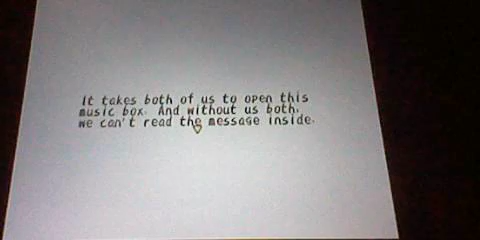 It takes both of us to open this
music box. And without us both,
we can't read the message inside.